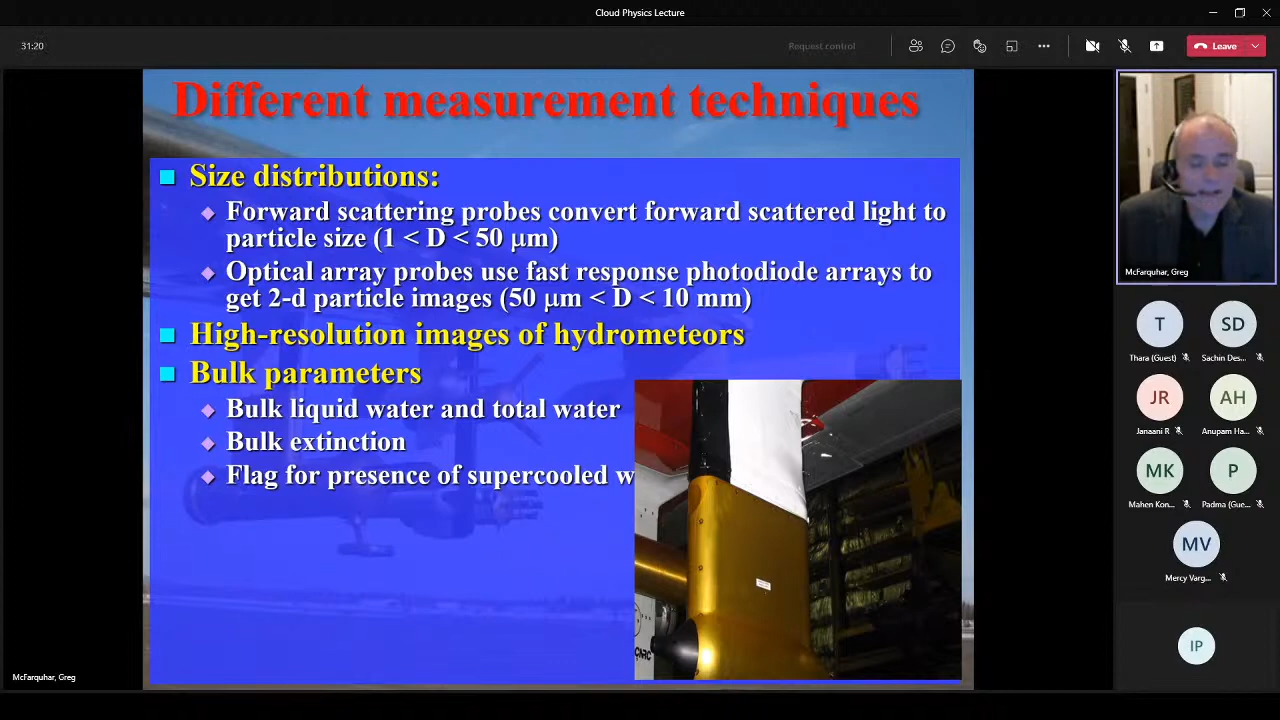 Cloud Physics Lecture
31:20
Request control
Leave
Different measurement techniques
Size distributions:
Forward scattering probes convert forward scattered light to
particle size (1 < D < 50 μm)
Optical array probes use fast response photodiode arrays to
get 2-d particle images (50 μm < D < 10 mm)
High-resolution images of hydrometeors
Bulk parameters
Bulk liquid water and total water
Bulk extinction
Flag for presence of supercooled w
McFarquhar, Greg
T
SD
Thara (Guest)
Sachin Des...
JR
AH
Janaani R
Anupam Ha...
MK
P
Mahen Kon...
Padma (Gue...
MV
Mercy Varg...
IP
McFarquhar, Greg